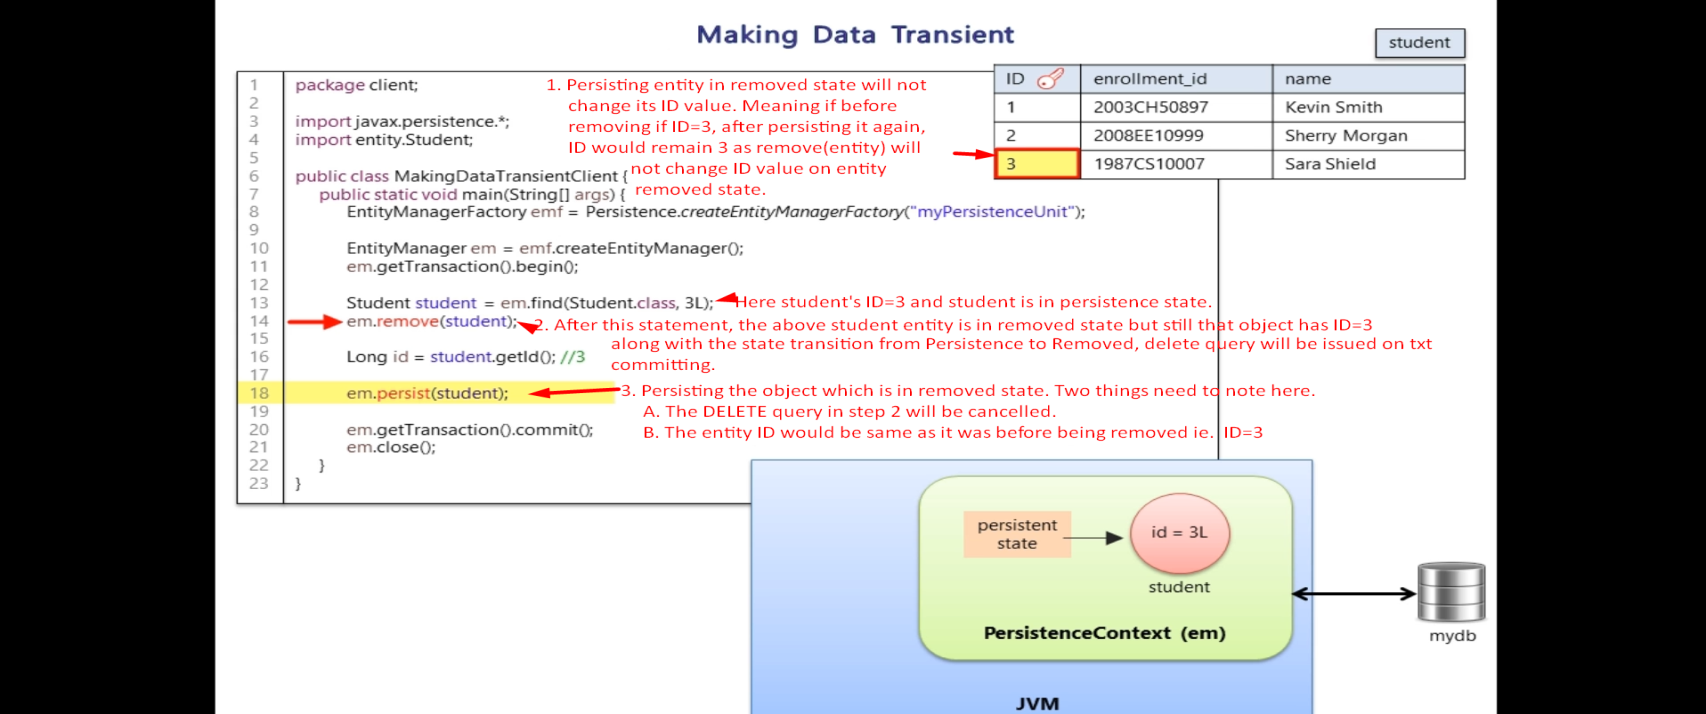 Making Data Transient
student
ID enrollment_id name
1 2003CH50897 Kevin Smith
2 2008EE10999 Sherry Morgan
3 1987CS10007 Sara Shield
1. Persisting entity in removed state will not
change its ID value. Meaning if before
removing if ID=3, after persisting it again,
ID would remain 3 as remove(entity) will
not change ID value on entity
removed state.
1 package client;
2
3 import javax.persistence.*;
4 import entity.Student;
5
6 public class MakingDataTransientClient {
7 public static void main(String[] args) {
8 EntityManagerFactory emf = Persistence.createEntityManagerFactory("myPersistenceUnit");
9
10 EntityManager em = emf.createEntityManager();
11 em.getTransaction().begin();
12
13 Student student = em.find(Student.class, 3L);
Here student's ID=3 and student is in persistence state.
14 em.remove(student);
2. After this statement, the above student entity is in removed state but still that object has ID=3
along with the state transition from Persistence to Removed, delete query will be issued on txt
committing.
15
16 Long id = student.getId(); //3
17
18 em.persist(student);
3. Persisting the object which is in removed state. Two things need to note here.
A. The DELETE query in step 2 will be cancelled.
B. The entity ID would be same as it was before being removed ie. ID=3
19
20 em.getTransaction().commit();
21 em.close();
22 }
23 }
persistent
state
id = 3L
student
PersistenceContext (em)
mydb
JVM